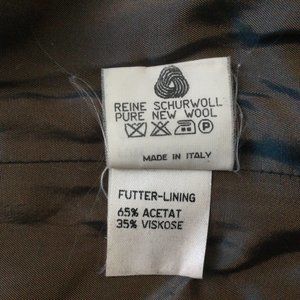 REINE SCHURWOLL
PURE NEW WOOL
P
MADE IN ITALY
FUTTER-LINING
65% ACETAT
35% VISKOSE